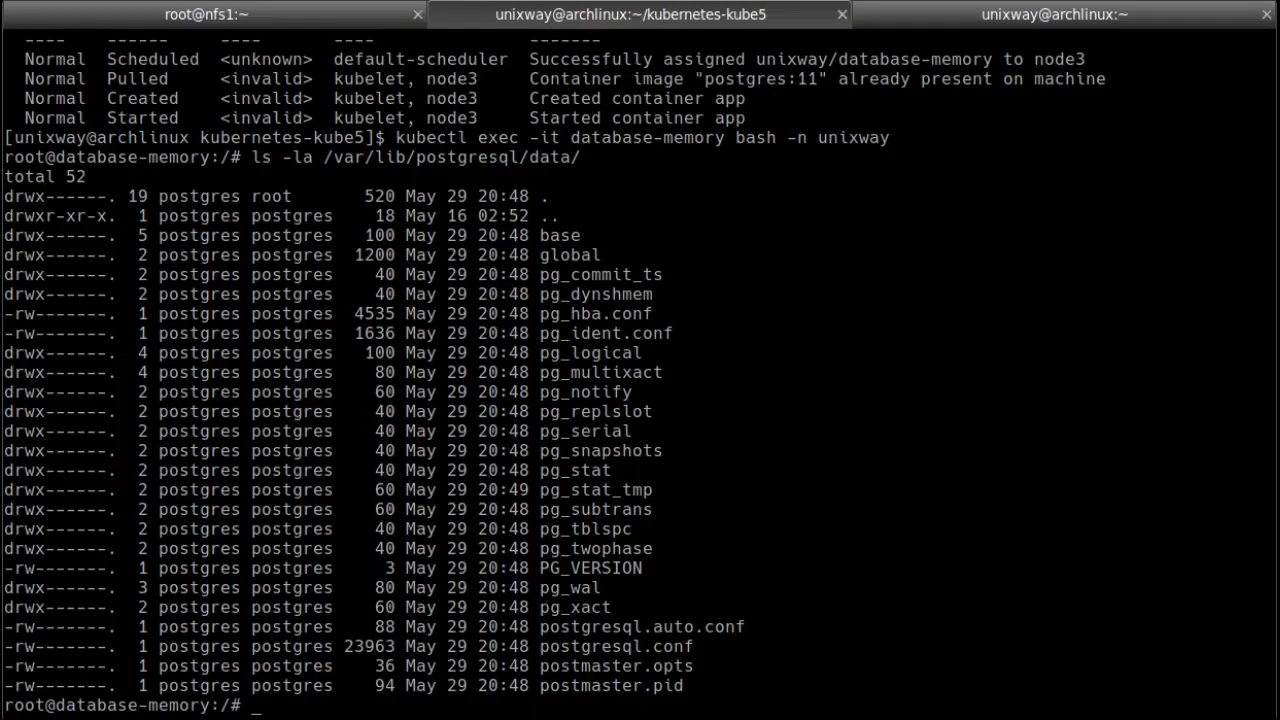 root@nfs1:~ × unixway@archlinux:~/kubernetes-kube5 × unixway@archlinux:~ ×
---- ------ ---- ---- -------
Normal Scheduled <unknown> default-scheduler Successfully assigned unixway/database-memory to node3
Normal Pulled <invalid> kubelet, node3 Container image "postgres:11" already present on machine
Normal Created <invalid> kubelet, node3 Created container app
Normal Started <invalid> kubelet, node3 Started container app
[unixway@archlinux kubernetes-kube5]$ kubectl exec -it database-memory bash -n unixway
root@database-memory:/# ls -la /var/lib/postgresql/data/
total 52
drwx------. 19 postgres root 520 May 29 20:48 .
drwxr-xr-x. 1 postgres postgres 18 May 16 02:52 ..
drwx------. 5 postgres postgres 100 May 29 20:48 base
drwx------. 2 postgres postgres 1200 May 29 20:48 global
drwx------. 2 postgres postgres 40 May 29 20:48 pg_commit_ts
drwx------. 2 postgres postgres 40 May 29 20:48 pg_dynshmem
-rw-------. 1 postgres postgres 4535 May 29 20:48 pg_hba.conf
-rw-------. 1 postgres postgres 1636 May 29 20:48 pg_ident.conf
drwx------. 4 postgres postgres 100 May 29 20:48 pg_logical
drwx------. 4 postgres postgres 80 May 29 20:48 pg_multixact
drwx------. 2 postgres postgres 60 May 29 20:48 pg_notify
drwx------. 2 postgres postgres 40 May 29 20:48 pg_replslot
drwx------. 2 postgres postgres 40 May 29 20:48 pg_serial
drwx------. 2 postgres postgres 40 May 29 20:48 pg_snapshots
drwx------. 2 postgres postgres 40 May 29 20:48 pg_stat
drwx------. 2 postgres postgres 60 May 29 20:49 pg_stat_tmp
drwx------. 2 postgres postgres 60 May 29 20:48 pg_subtrans
drwx------. 2 postgres postgres 40 May 29 20:48 pg_tblspc
drwx------. 2 postgres postgres 40 May 29 20:48 pg_twophase
-rw-------. 1 postgres postgres 3 May 29 20:48 PG_VERSION
drwx------. 3 postgres postgres 80 May 29 20:48 pg_wal
drwx------. 2 postgres postgres 60 May 29 20:48 pg_xact
-rw-------. 1 postgres postgres 88 May 29 20:48 postgresql.auto.conf
-rw-------. 1 postgres postgres 23963 May 29 20:48 postgresql.conf
-rw-------. 1 postgres postgres 36 May 29 20:48 postmaster.opts
-rw-------. 1 postgres postgres 94 May 29 20:48 postmaster.pid
root@database-memory:/# _